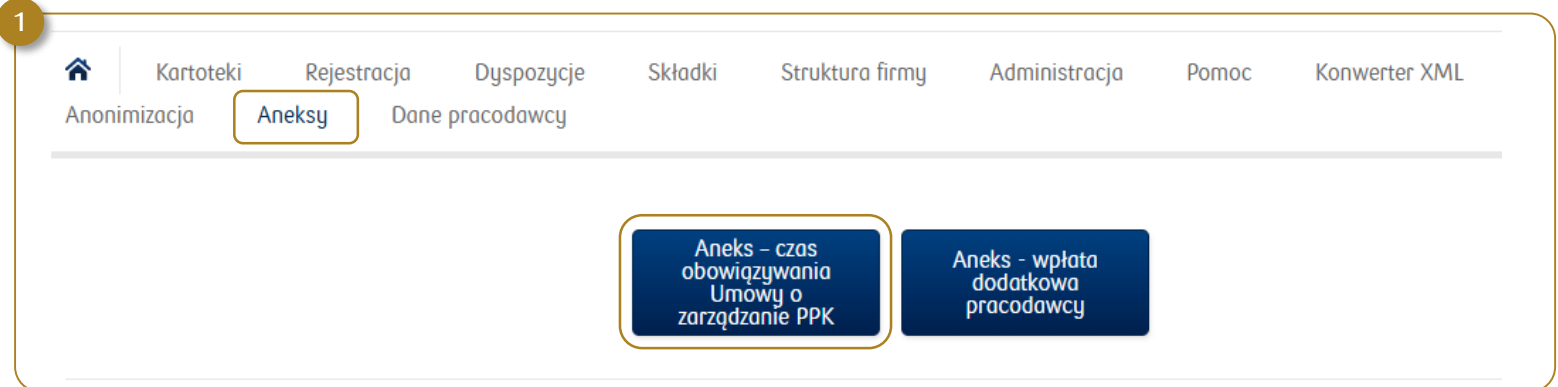 1
Kartoteki Rejestracja Dyspozycje Składki Struktura firmy Administracja Pomoc Konwerter XML
Anonimizacja Aneksy Dane pracodawcy
Aneks – czas
obowiązywania
Umowy o
zarządzanie PPK
Aneks - wpłata
dodatkowa
pracodawcy